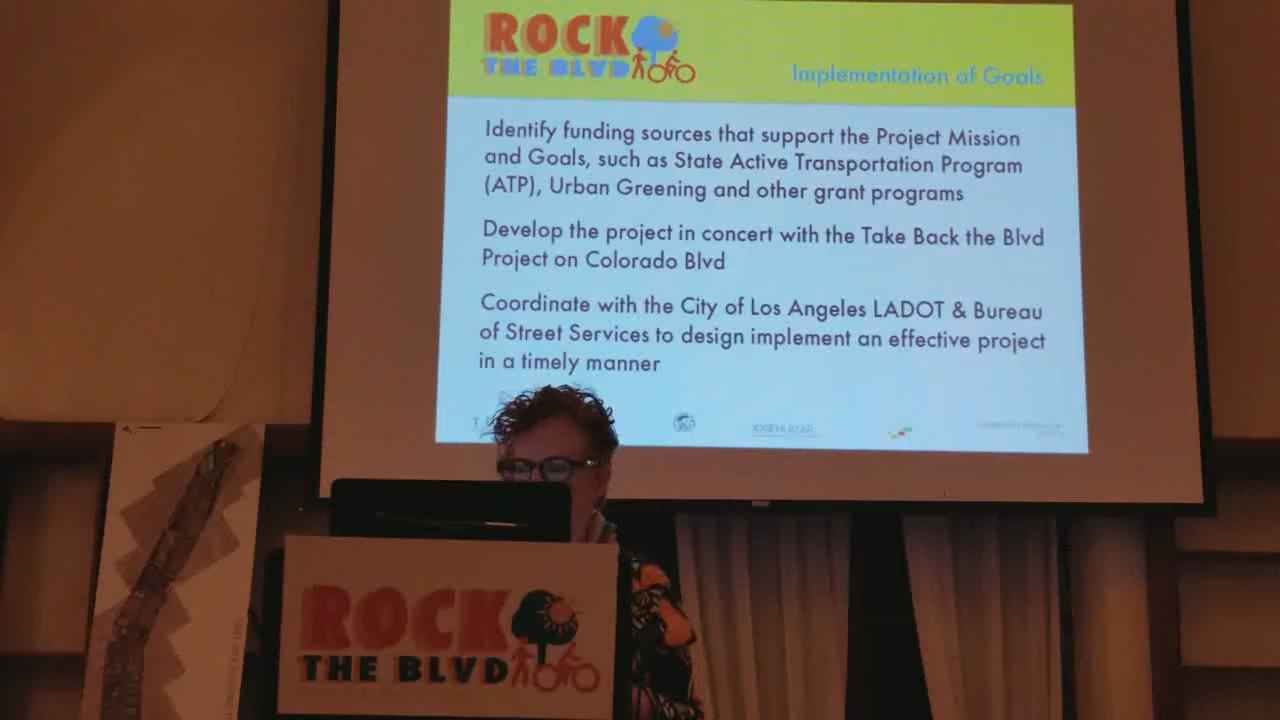 ROCK
THE BLVD
Implementation of Goals
Identify funding sources that support the Project Mission
and Goals, such as State Active Transportation Program
(ATP), Urban Greening and other grant programs
Develop the project in concert with the Take Back the Blvd
Project on Colorado Blvd
Coordinate with the City of Los Angeles LADOT & Bureau
of Street Services to design implement an effective project
in a timely manner
ROCK
THE BLVD